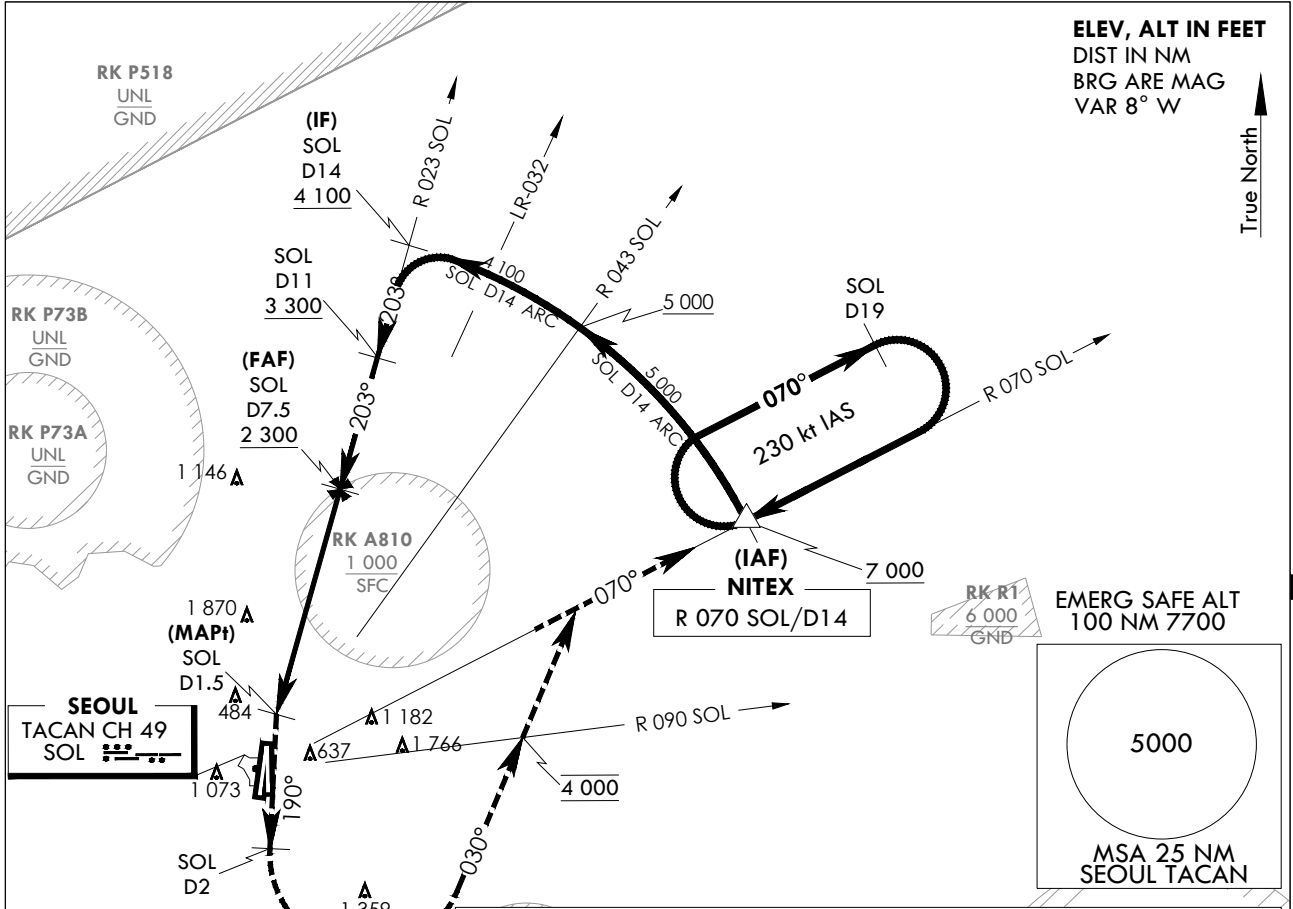 ELEV, ALT IN FEET
DIST IN NM
BRG ARE MAG
VAR 8° W
True North
RK P518
UNL
GND
(IF)
SOL
D14
4 100
R 023 SOL
LR-032
R 043 SOL
4 100
SOL D14 ARC
5 000
SOL
D11
3 300
203°
SOL
D19
RK P73B
UNL
GND
(FAF)
SOL
D7.5
2 300
203°
5 000
SOL D14 ARC
070°
230 kt IAS
R 070 SOL
RK P73A
UNL
GND
1 146
RK A810
1 000
SFC
(IAF)
NITEX
R 070 SOL/D14
7 000
070°
RK R1
6 000
GND
EMERG SAFE ALT
100 NM 7700
1 870
(MAPt)
SOL
D1.5
484
SEOUL
TACAN CH 49
SOL
1 182
637
1 766
R 090 SOL
5000
1 073
190°
4 000
030°
SOL
D2
MSA 25 NM
SEOUL TACAN